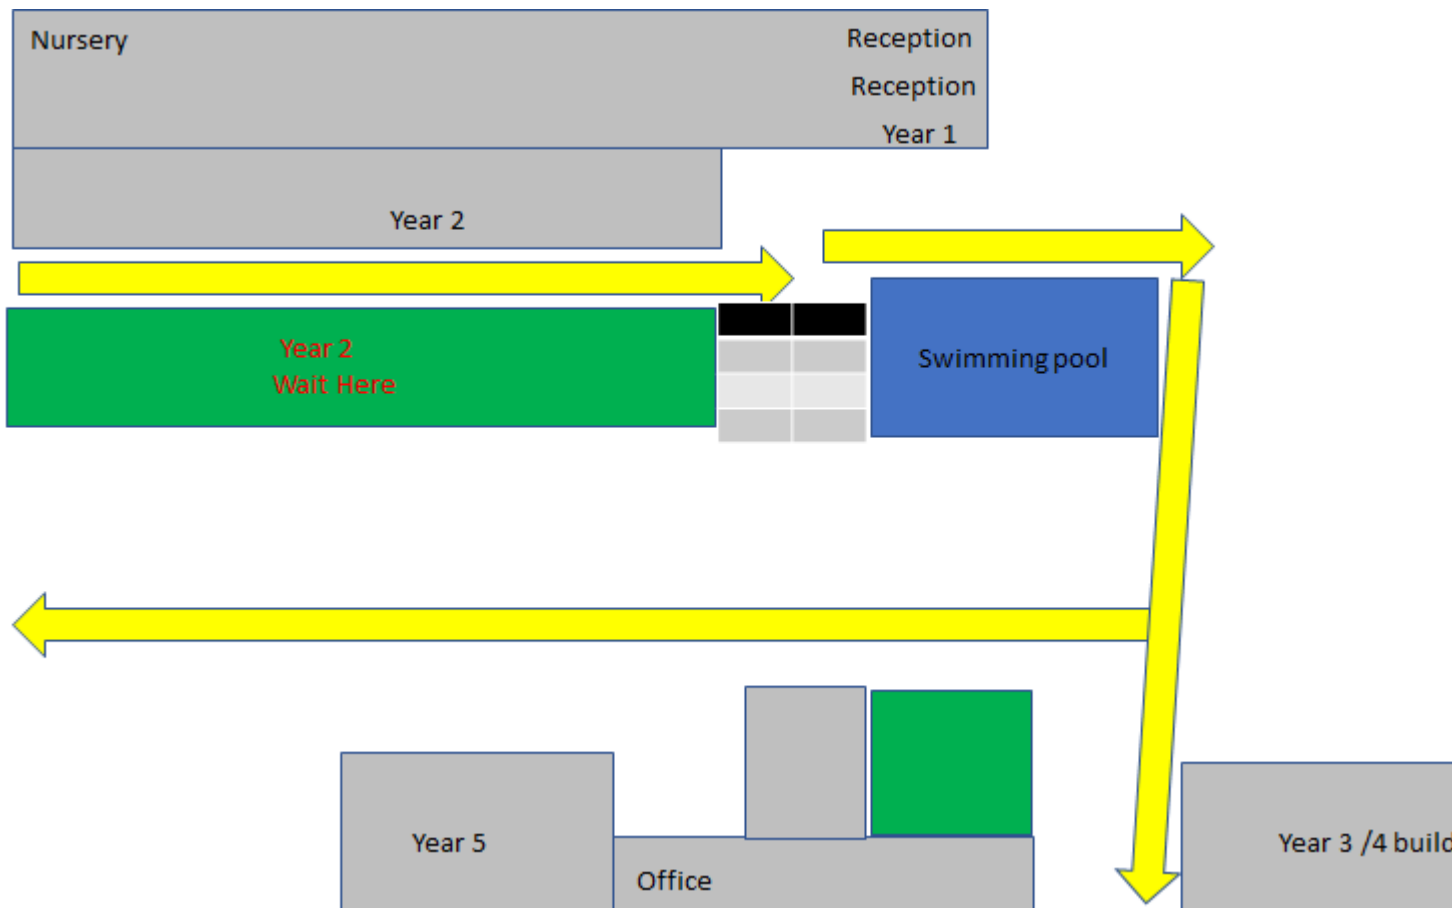 Nursery
Reception
Reception
Year 1
Year 2
Year 2
Wait Here
Swimming pool
Year 5
Office
Year 3 /4 build